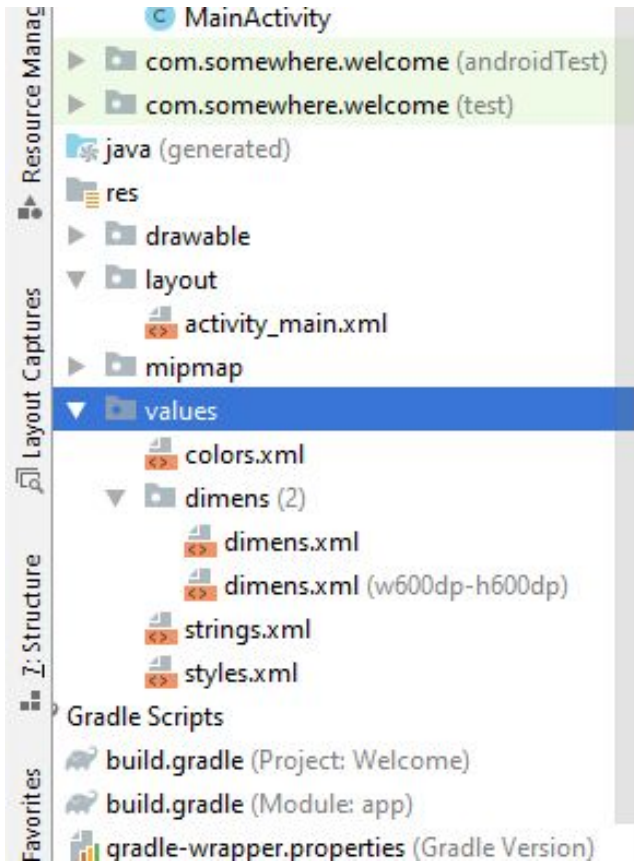 MainActivity
com.somewhere.welcome (androidTest)
com.somewhere.welcome (test)
java (generated)
res
drawable
layout
activity_main.xml
mipmap
values
colors.xml
dimens (2)
dimens.xml
dimens.xml (w600dp-h600dp)
strings.xml
styles.xml
Gradle Scripts
build.gradle (Project: Welcome)
build.gradle (Module: app)
gradle-wrapper.properties (Gradle Version)
Resource Manag
Layout Captures
7: Structure
Favorites